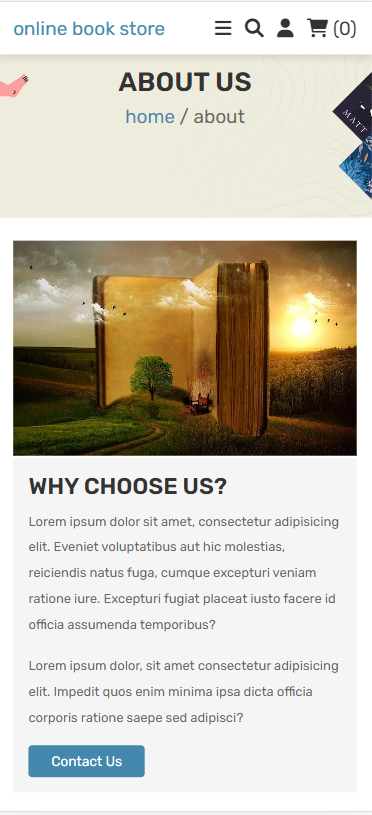 online book store (0)
ABOUT US
home / about
MATT
WHY CHOOSE US?
Lorem ipsum dolor sit amet, consectetur adipisicing
elit. Eveniet voluptatibus aut hic molestias,
reiciendis natus fuga, cumque excepturi veniam
ratione iure. Excepturi fugiat placeat iusto facere id
officia assumenda temporibus?
Lorem ipsum dolor, sit amet consectetur adipisicing
elit. Impedit quos enim minima ipsa dicta officia
corporis ratione saepe sed adipisci?
Contact Us